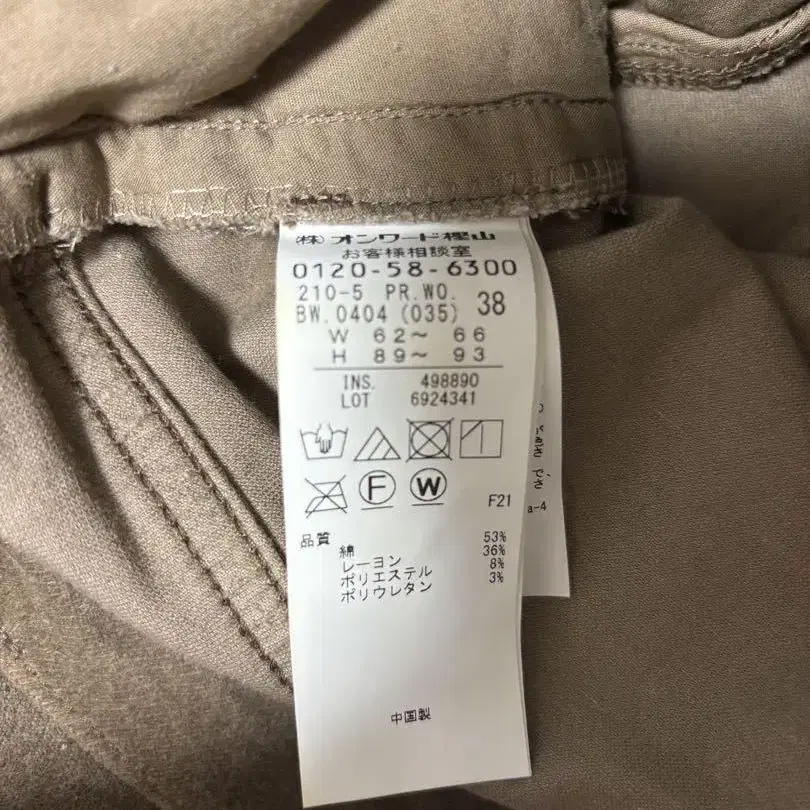 ㈱ オンワード樫山
お客様相談室
0120-58-6300
210-5 PR.WO. 38
BW.0404 (035)
W 62～ 66
H 89～ 93
INS. 498890
LOT 6924341
F
W
F21
品質
綿 53%
レーヨン 36%
ポリエステル 8%
ポリウレタン 3%
中国製
a-4